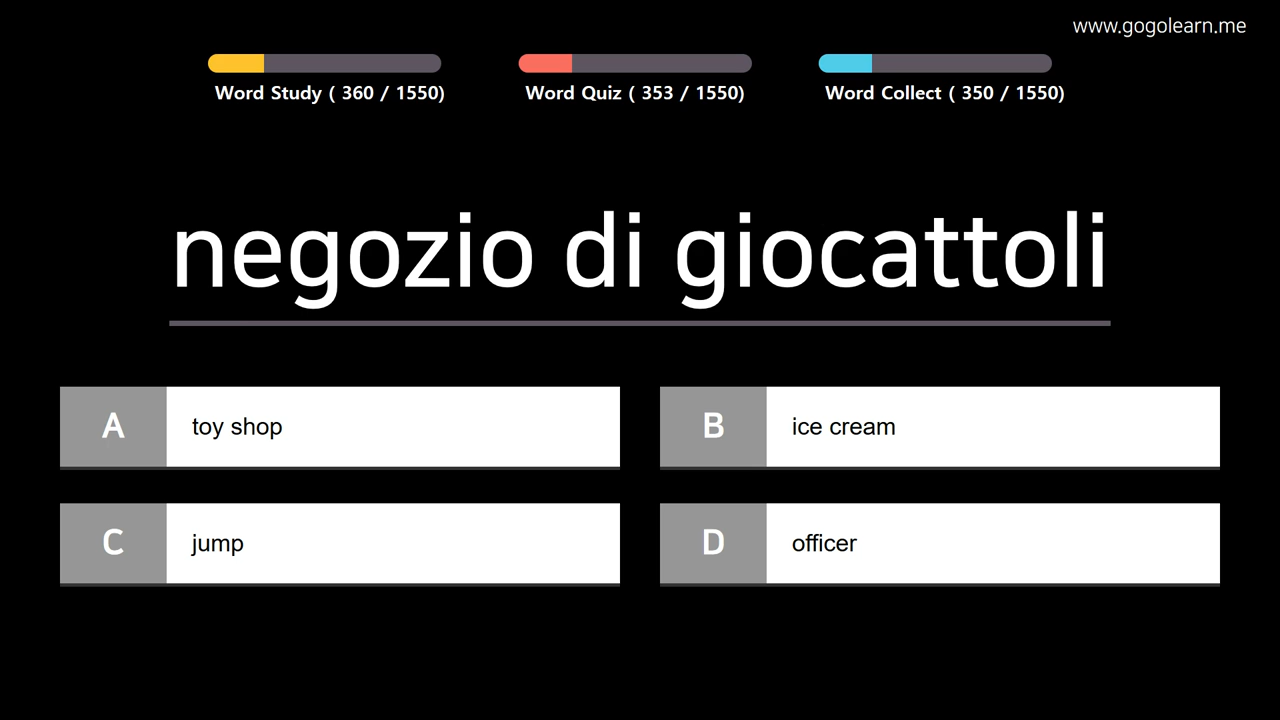 www.gogolearn.me
Word Study ( 360 / 1550)
Word Quiz ( 353 / 1550)
Word Collect ( 350 / 1550)
negozio di giocattoli
A
toy shop
B
ice cream
C
jump
D
officer